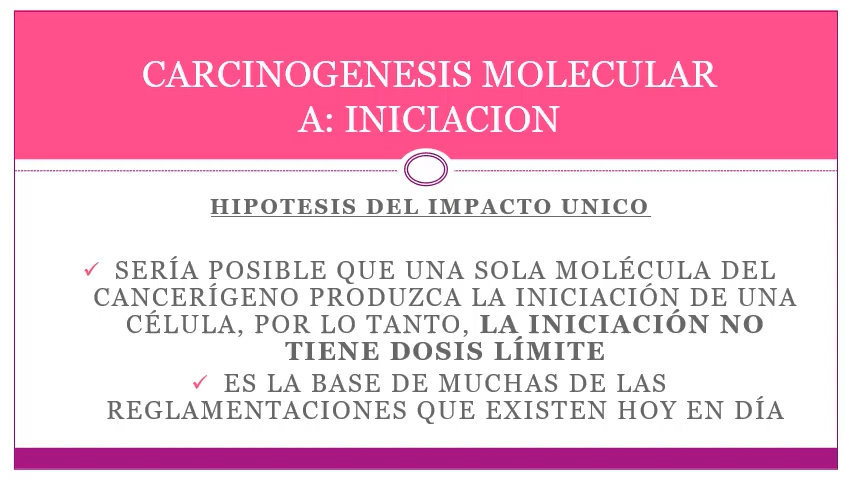 CARCINOGENESIS MOLECULAR
A: INICIACION
HIPOTESIS DEL IMPACTO UNICO
✓ SERÍA POSIBLE QUE UNA SOLA MOLÉCULA DEL
CANCERÍGENO PRODUZCA LA INICIACIÓN DE UNA
CÉLULA, POR LO TANTO, LA INICIACIÓN NO
TIENE DOSIS LÍMITE
✓ ES LA BASE DE MUCHAS DE LAS
REGLAMENTACIONES QUE EXISTEN HOY EN DÍA